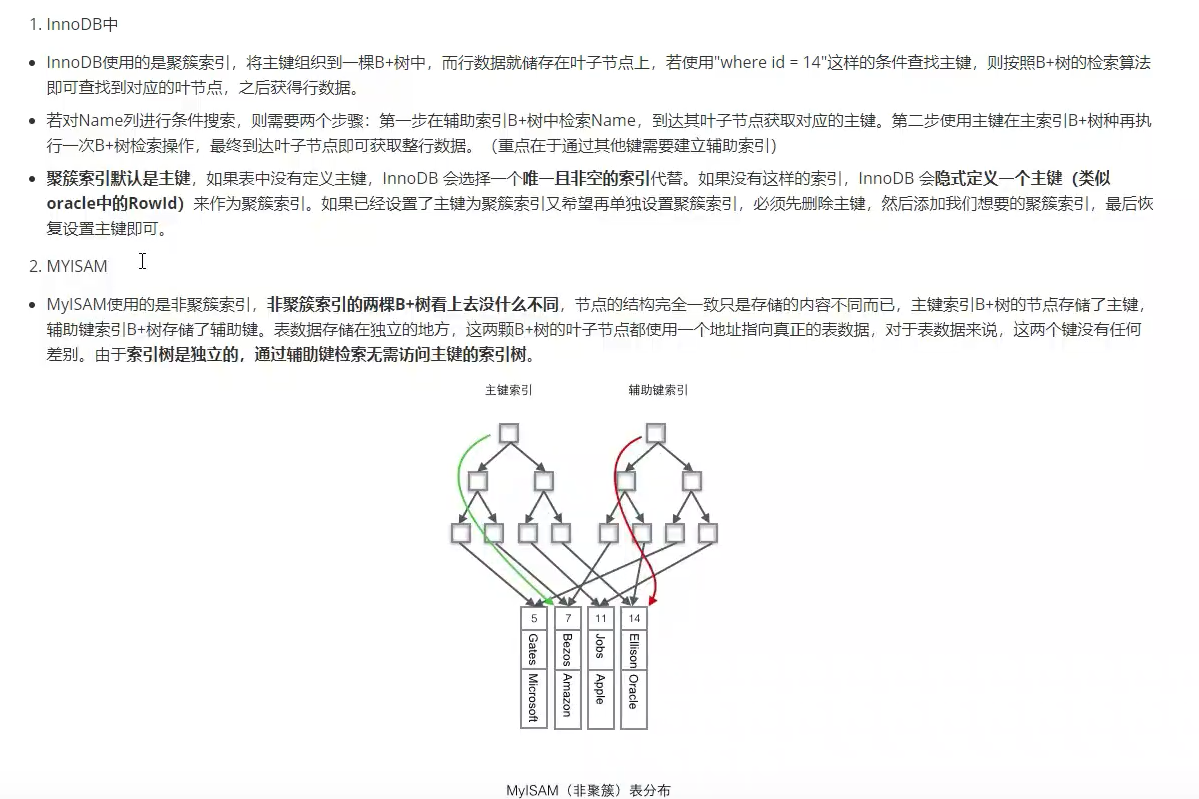 1. InnoDB中
• InnoDB使用的是聚簇索引，将主键组织到一棵B+树中，而行数据就储存在叶子节点上，若使用"where id = 14"这样的条件查找主键，则按照B+树的检索算法
即可查找到对应的叶节点，之后获得行数据。
• 若对Name列进行条件搜索，则需要两个步骤：第一步在辅助索引B+树中检索Name，到达其叶子节点获取对应的主键。第二步使用主键在主索引B+树种再执
行一次B+树检索操作，最终到达叶子节点即可获取整行数据。（重点在于通过其他键需要建立辅助索引）
• 聚簇索引默认是主键，如果表中没有定义主键，InnoDB 会选择一个唯一且非空的索引代替。如果没有这样的索引，InnoDB 会隐式定义一个主键（类似
oracle中的RowId）来作为聚簇索引。如果已经设置了主键为聚簇索引又希望再单独设置聚簇索引，必须先删除主键，然后添加我们想要的聚簇索引，最后恢
复设置主键即可。
2. MYISAM
• MyISAM使用的是非聚簇索引，非聚簇索引的两棵B+树看上去没什么不同，节点的结构完全一致只是存储的内容不同而已，主键索引B+树的节点存储了主键，
辅助键索引B+树存储了辅助键。表数据存储在独立的地方，这两颗B+树的叶子节点都使用一个地址指向真正的表数据，对于表数据来说，这两个键没有任何
差别。由于索引树是独立的，通过辅助键检索无需访问主键的索引树。
主键索引
辅助键索引
5
7
11
14
Gates
Bezos
Jobs
Ellison
Microsoft
Amazon
Apple
Oracle
MyISAM（非聚簇）表分布